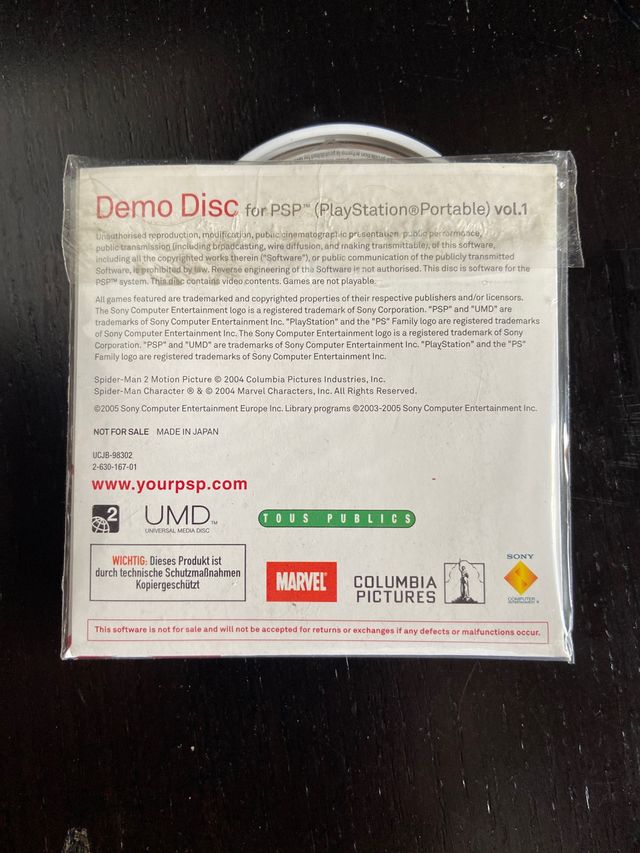 Demo Disc for PSP™ (PlayStation®Portable) vol.1
Unauthorised reproduction, modification, public cinematographic presentation, public performance,
public transmission (including broadcasting, wire diffusion, and making transmittable), of this software,
including all the copyrighted works therein ("Software"), or public communication of the publicly transmitted
Software, is prohibited by law. Reverse engineering of the Software is not authorised. This disc is software for the
PSP™ system. This disc contains video contents. Games are not playable.
All games featured are trademarked and copyrighted properties of their respective publishers and/or licensors.
The Sony Computer Entertainment logo is a registered trademark of Sony Corporation. "PSP" and "UMD" are
trademarks of Sony Computer Entertainment Inc. "PlayStation" and the "PS" Family logo are registered trademarks
of Sony Computer Entertainment Inc. The Sony Computer Entertainment logo is a registered trademark of Sony
Corporation. "PSP" and "UMD" are trademarks of Sony Computer Entertainment Inc. "PlayStation" and the "PS"
Family logo are registered trademarks of Sony Computer Entertainment Inc.
Spider-Man 2 Motion Picture © 2004 Columbia Pictures Industries, Inc.
Spider-Man Character ® & © 2004 Marvel Characters, Inc. All Rights Reserved.
©2005 Sony Computer Entertainment Europe Inc. Library programs ©2003-2005 Sony Computer Entertainment Inc.
NOT FOR SALE MADE IN JAPAN
UCJB-98302
2-630-167-01
www.yourpsp.com
2
UMD™
UNIVERSAL MEDIA DISC
TOUS PUBLICS
WICHTIG: Dieses Produkt ist
durch technische Schutzmaßnahmen
Kopiergeschützt
MARVEL
COLUMBIA
PICTURES
SONY
COMPUTER
ENTERTAINMENT
This software is not for sale and will not be accepted for returns or exchanges if any defects or malfunctions occur.